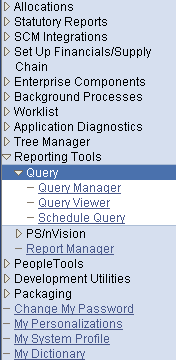 Allocations
Statutory Reports
SCM Integrations
Set Up Financials/Supply
Chain
Enterprise Components
Background Processes
Worklist
Application Diagnostics
Tree Manager
Reporting Tools
Query
Query Manager
Query Viewer
Schedule Query
PS/nVision
Report Manager
PeopleTools
Development Utilities
Packaging
Change My Password
My Personalizations
My System Profile
My Dictionary